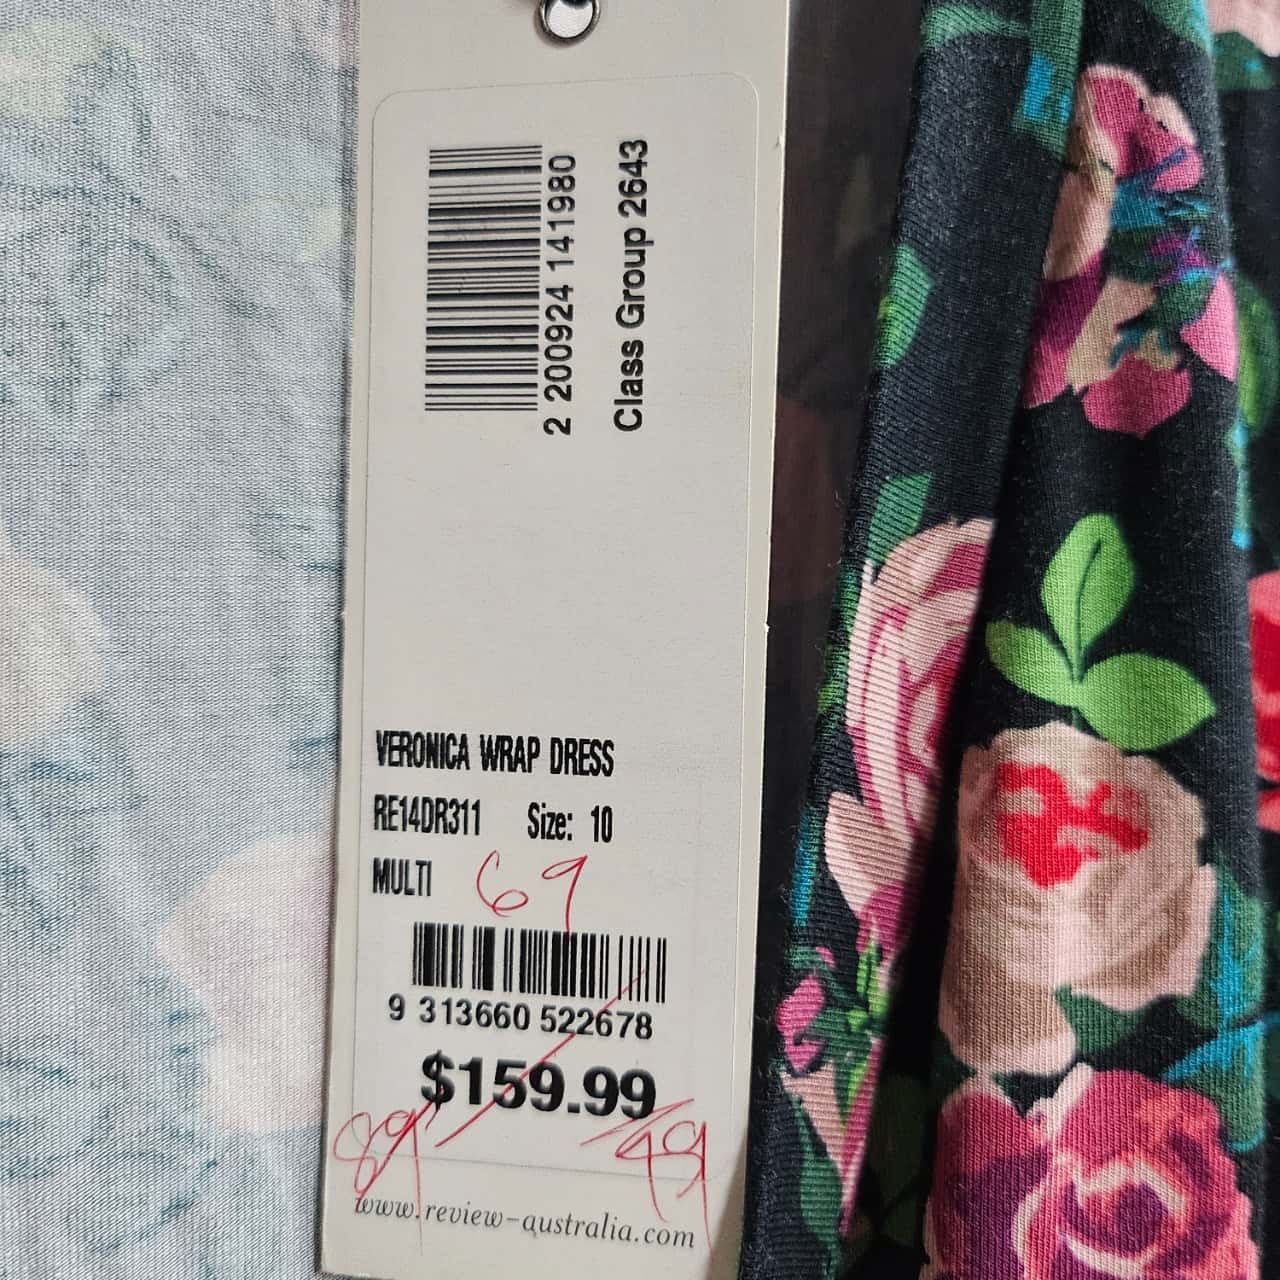 2 200924 141980
Class Group 2643
VERONICA WRAP DRESS
RE14DR311 Size: 10
MULTI 69
9 313660 522678
$159.99
89 49
www.review-australia.com